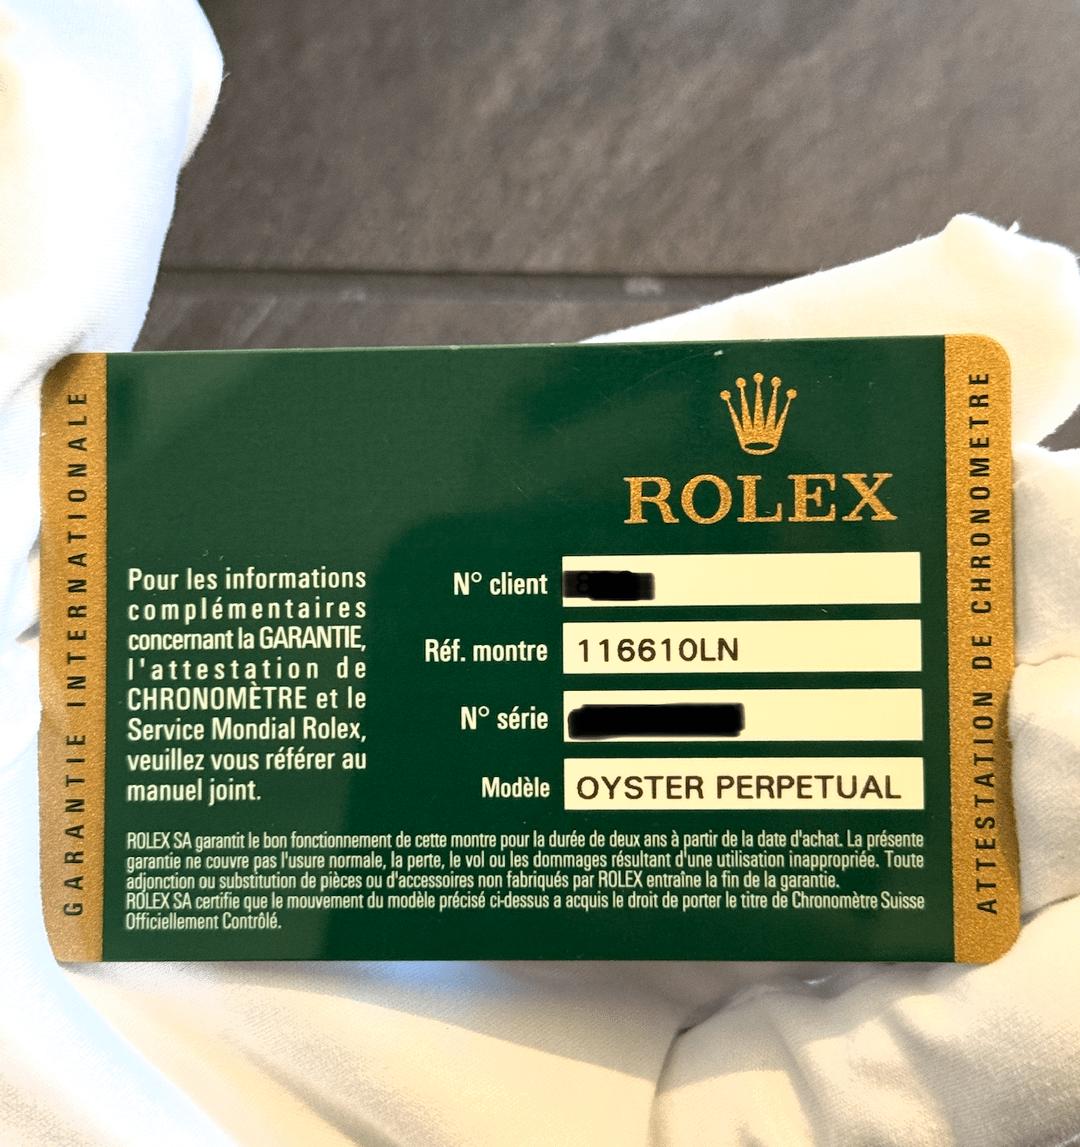 GARANTIE INTERNATIONALE
ROLEX
Pour les informations
complémentaires
concernant la GARANTIE,
l'attestation de
CHRONOMÈTRE et le
Service Mondial Rolex,
veuillez vous référer au
manuel joint.
N° client
Réf. montre 116610LN
N° série
Modèle OYSTER PERPETUAL
ROLEX SA garantit le bon fonctionnement de cette montre pour la durée de deux ans à partir de la date d'achat. La présente
garantie ne couvre pas l'usure normale, la perte, le vol ou les dommages résultant d'une utilisation inappropriée. Toute
adjonction ou substitution de pièces ou d'accessoires non fabriqués par ROLEX entraîne la fin de la garantie.
ROLEX SA certifie que le mouvement du modèle précisé ci-dessus a acquis le droit de porter le titre de Chronomètre Suisse
Officiellement Contrôlé.
ATTESTATION DE CHRONOMETRE